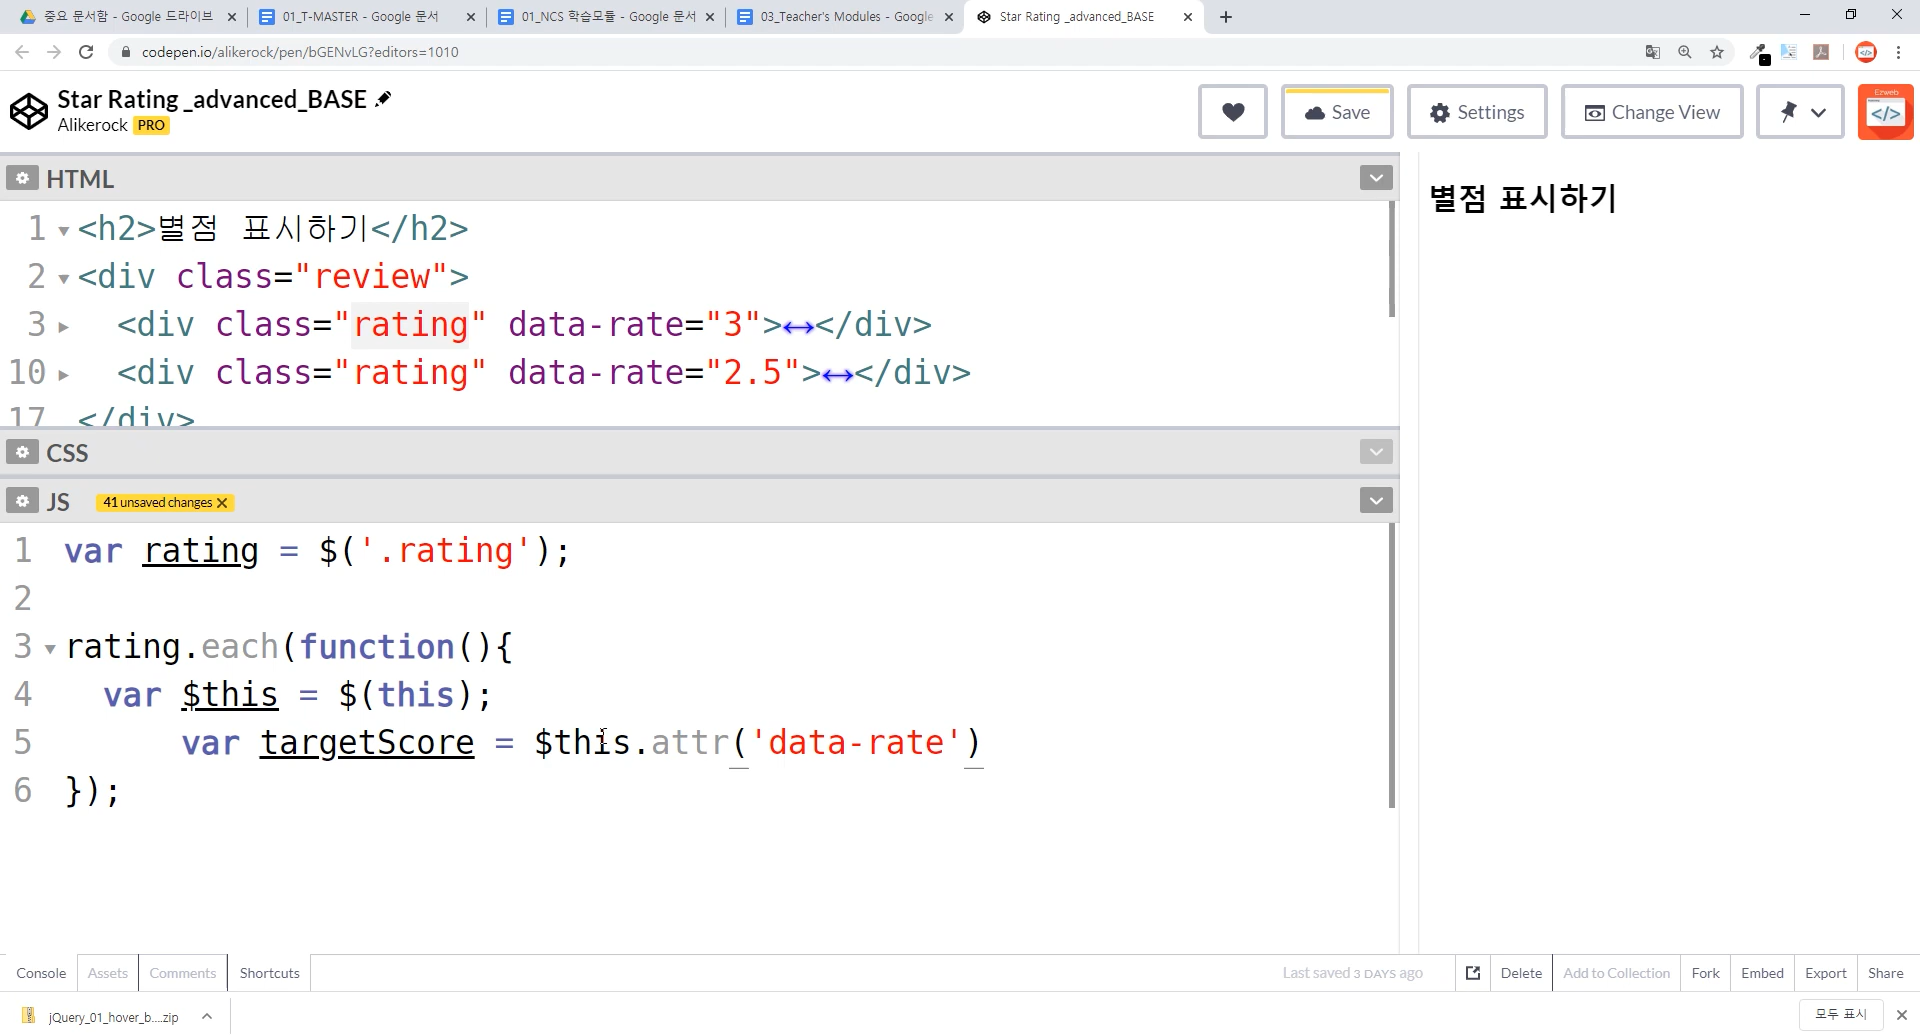 중요 문서함 - Google 드라이브
01_T-MASTER - Google 문서
01_NCS 학습모듈 - Google 문서
03_Teacher's Modules - Google
Star Rating _advanced_BASE
codepen.io/alikerock/pen/bGENvLG?editors=1010
Star Rating _advanced_BASE
Alikerock PRO
Save
Settings
Change View
Ezweb
</>
HTML
1 <h2>별점 표시하기</h2>
2 <div class="review">
3 <div class="rating" data-rate="3">↔</div>
10 <div class="rating" data-rate="2.5">↔</div>
17 </div>
별점 표시하기
CSS
JS 41 unsaved changes
1 var rating = $('.rating');
2
3 rating.each(function(){
4 var $this = $(this);
5 var targetScore = $this.attr('data-rate')
6 });
Console Assets Comments Shortcuts
Last saved 3 DAYS ago
Delete Add to Collection Fork Embed Export Share
jQuery_01_hover_b....zip
모두 표시